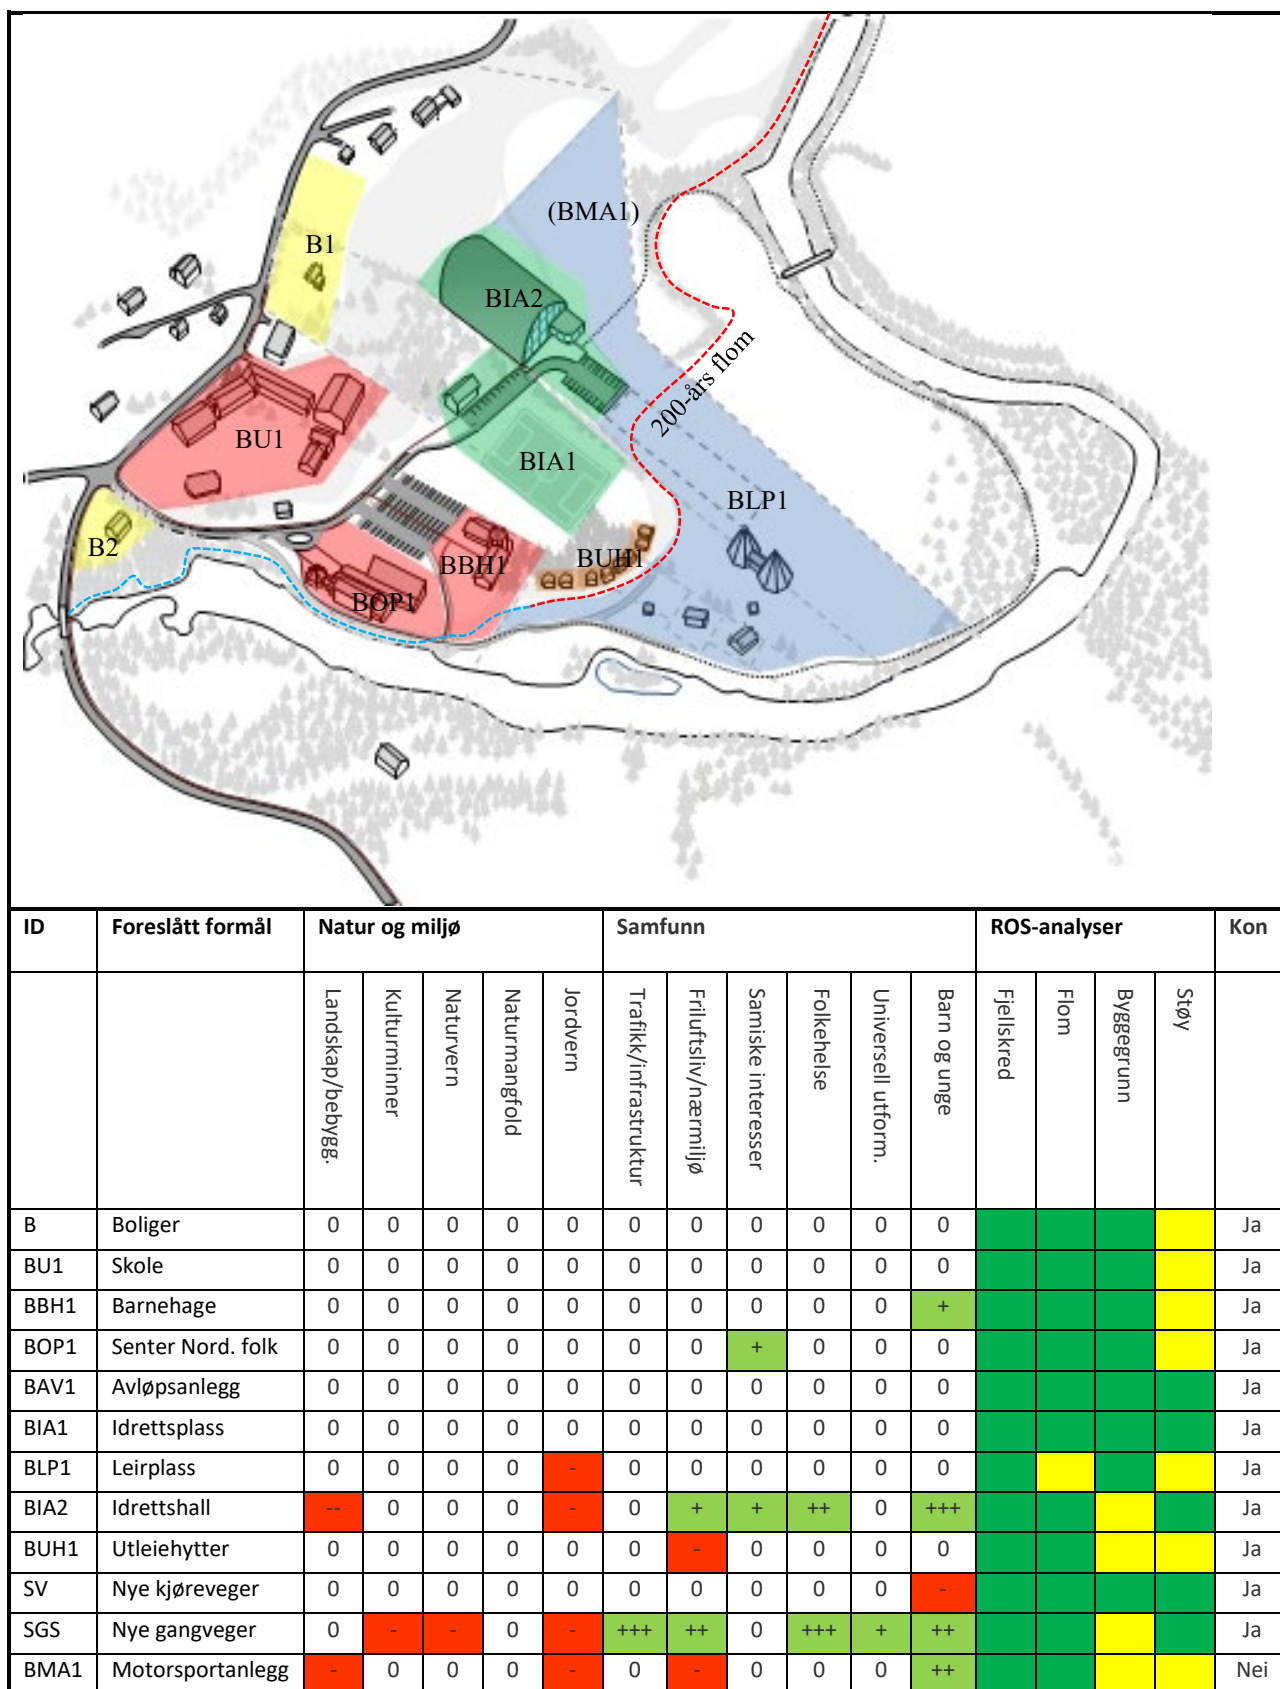 (BMA1)
B1
BIA2
200-års flom
BU1
BIA1
BLP1
B2
BBH1
BUH1
BOP1
ID Foreslått formål Natur og miljø Samfunn ROS-analyser Kon
Landskap/bebygg. Kulturminner Naturvern Naturmangfold Jordvern Trafikk/infrastruktur Friluftsliv/nærmiljø Samiske interesser Folkehelse Universell utform. Barn og unge Fjellskred Flom Byggegrunn Støy
B Boliger 0 0 0 0 0 0 0 0 0 0 0 Ja
BU1 Skole 0 0 0 0 0 0 0 0 0 0 0 Ja
BBH1 Barnehage 0 0 0 0 0 0 0 0 0 0 + Ja
BOP1 Senter Nord. folk 0 0 0 0 0 0 0 + 0 0 0 Ja
BAV1 Avløpsanlegg 0 0 0 0 0 0 0 0 0 0 0 Ja
BIA1 Idrettsplass 0 0 0 0 0 0 0 0 0 0 0 Ja
BLP1 Leirplass 0 0 0 0 - 0 0 0 0 0 0 Ja
BIA2 Idrettshall -- 0 0 0 - 0 + + ++ 0 +++ Ja
BUH1 Utleiehytter 0 0 0 0 0 0 - 0 0 0 0 Ja
SV Nye kjøreveger 0 0 0 0 0 0 0 0 0 0 - Ja
SGS Nye gangveger 0 - - 0 - +++ ++ 0 +++ + ++ Ja
BMA1 Motorsportanlegg - 0 0 0 - 0 - 0 0 0 ++ Nei